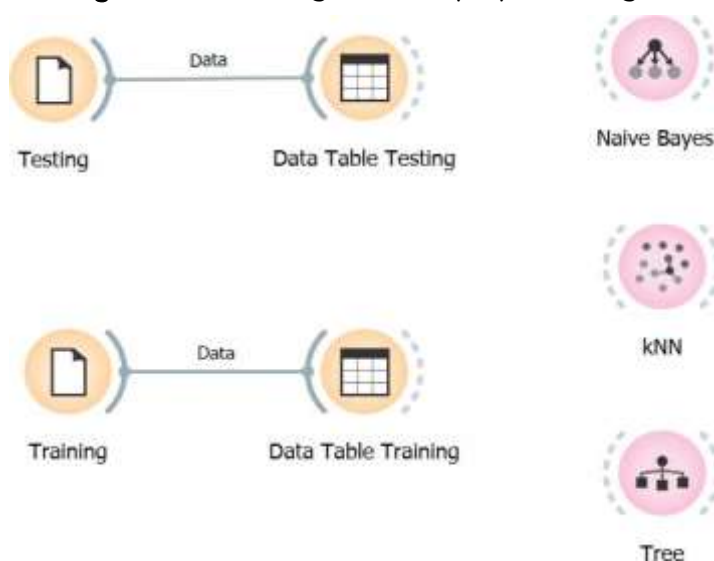 Data
Testing
Data Table Testing
Naive Bayes
kNN
Data
Training
Data Table Training
Tree